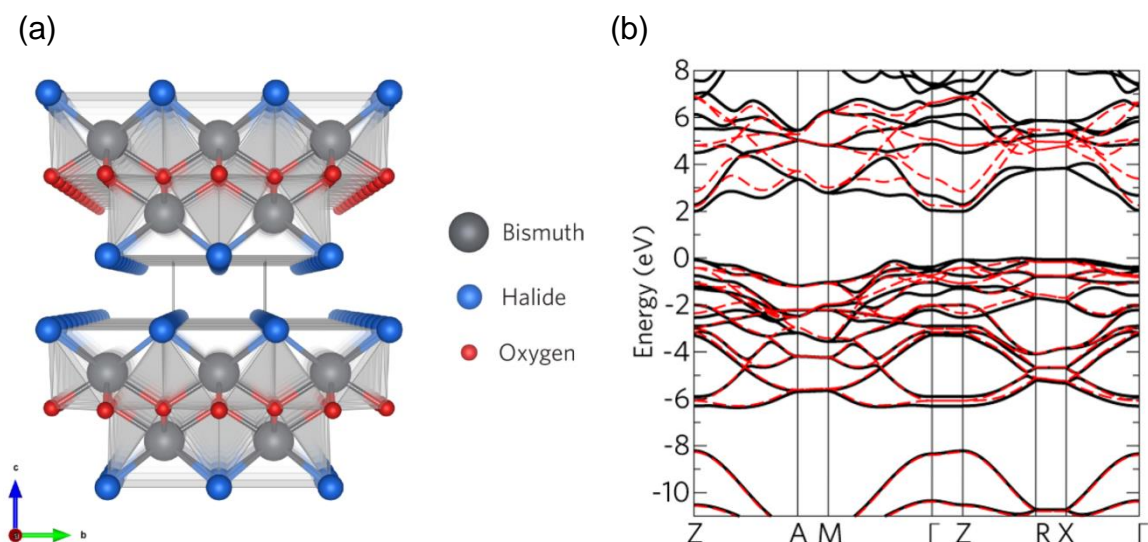 (a)
(b)
Bismuth
Halide
Oxygen
c
b
Energy (eV)
8
6
4
2
0
-2
-4
-6
-8
-10
Z A M Γ Z R X Γ